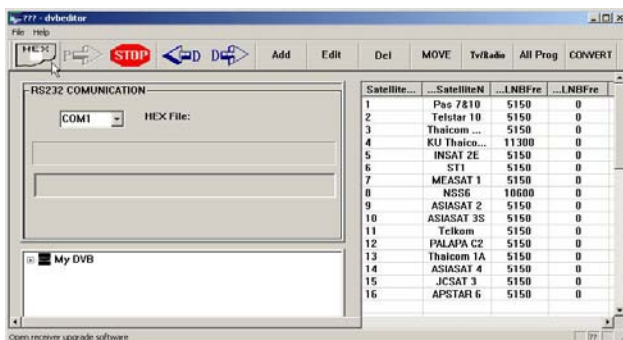 ??? - dvbeditor
File Help
HEX STOP D D Add Edit Del MOVE Tv/Radio All Prog CONVERT
RS232 COMUNICATION
COM1 HEX File:
My DVB
Satellite... ...SatelliteN ...LNBFre ...LNBFre
1 Pas 7&10 5150 0
2 Telstar 10 5150 0
3 Thaicom ... 5150 0
4 KU Thaico... 11300 0
5 INSAT 2E 5150 0
6 ST1 5150 0
7 MEASAT 1 5150 0
8 NSS6 10600 0
9 ASIASAT 2 5150 0
10 ASIASAT 3S 5150 0
11 Telkom 5150 0
12 PALAPA C2 5150 0
13 Thaicom 1A 5150 0
14 ASIASAT 4 5150 0
15 JCSAT 3 5150 0
16 APSTAR 6 5150 0
Open receiver upgrade software ??